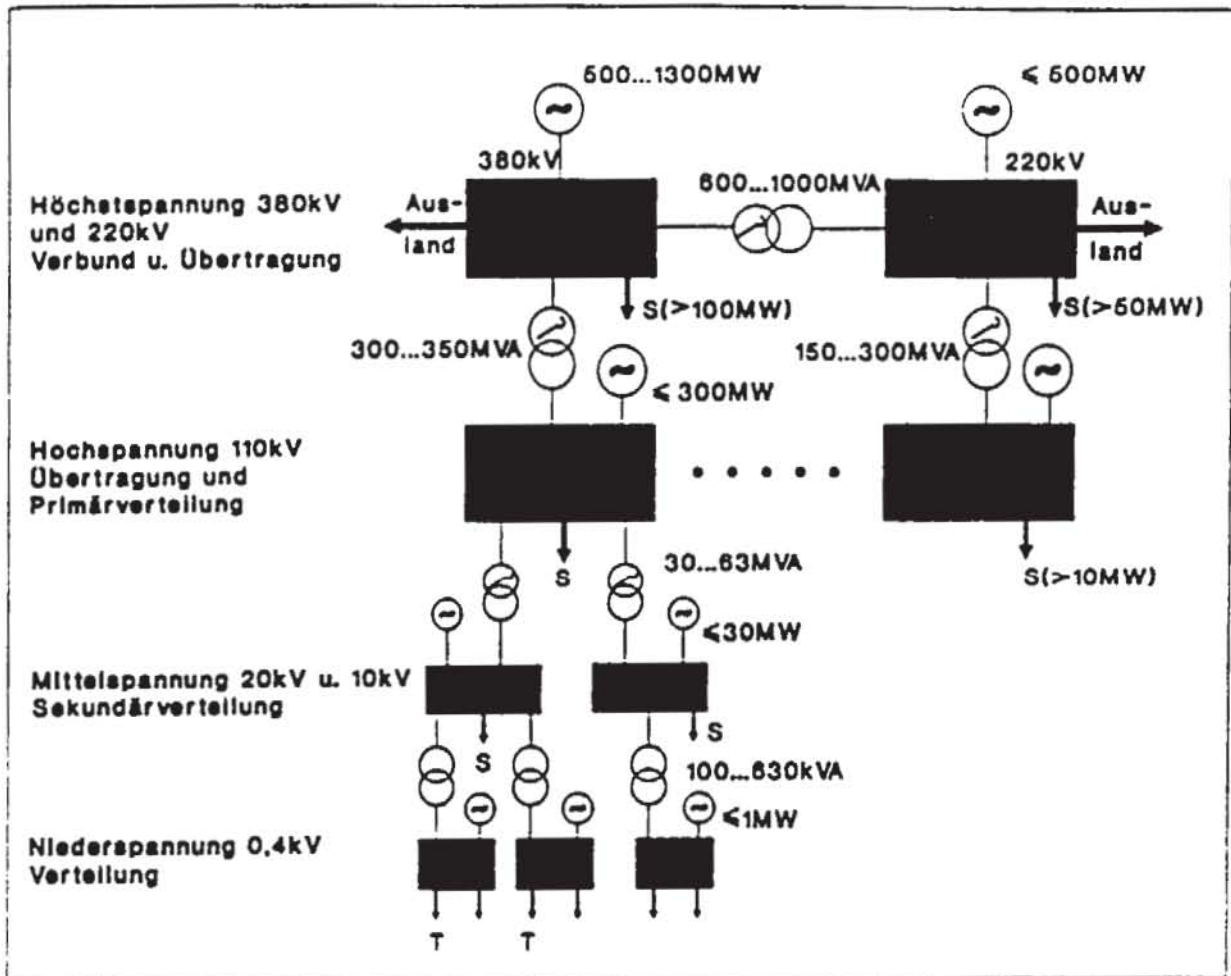 500...1300MW
≤ 500MW
380kV
220kV
600...1000MVA
Höchstspannung 380kV
und 220kV
Verbund u. Übertragung
Aus-
land
Aus-
land
S(>100MW)
S(>50MW)
300...350MVA
150...300MVA
≤ 300MW
Hochspannung 110kV
Übertragung und
Primärverteilung
S
30...63MVA
S(>10MW)
≤30MW
Mittelspannung 20kV u. 10kV
Sekundärverteilung
S
S
100...630kVA
≤1MW
Niederspannung 0,4kV
Verteilung
T
T